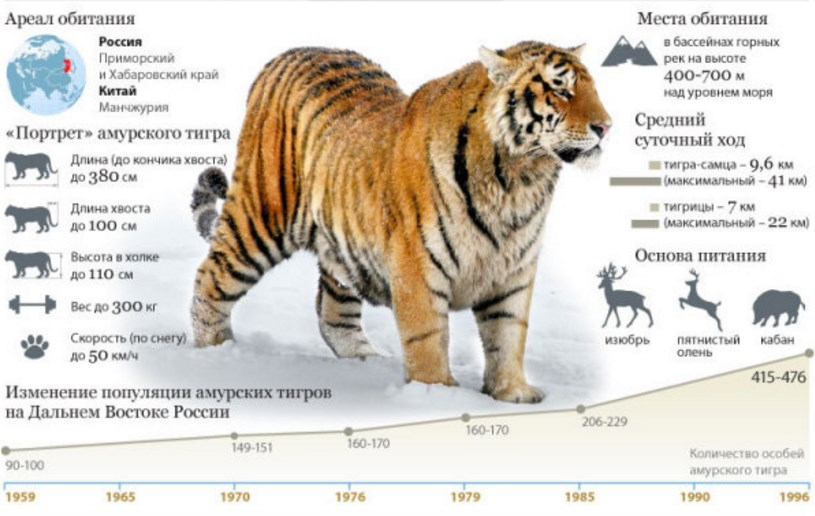 Ареал обитания
Россия
Приморский
и Хабаровский край
Китай
Манчжурия
«Портрет» амурского тигра
Длина (до кончика хвоста)
до 380 см
Длина хвоста
до 100 см
Высота в холке
до 110 см
Вес до 300 кг
Скорость (по снегу)
до 50 км/ч
Места обитания
в бассейнах горных
рек на высоте
400-700 м
над уровнем моря
Средний
суточный ход
тигра-самца – 9,6 км
(максимальный – 41 км)
тигрицы – 7 км
(максимальный – 22 км)
Основа питания
изюбрь
пятнистый
олень
кабан
Изменение популяции амурских тигров
на Дальнем Востоке России
90-100
149-151
160-170
160-170
206-229
415-476
Количество особей
амурского тигра
1959
1965
1970
1976
1979
1985
1990
1996